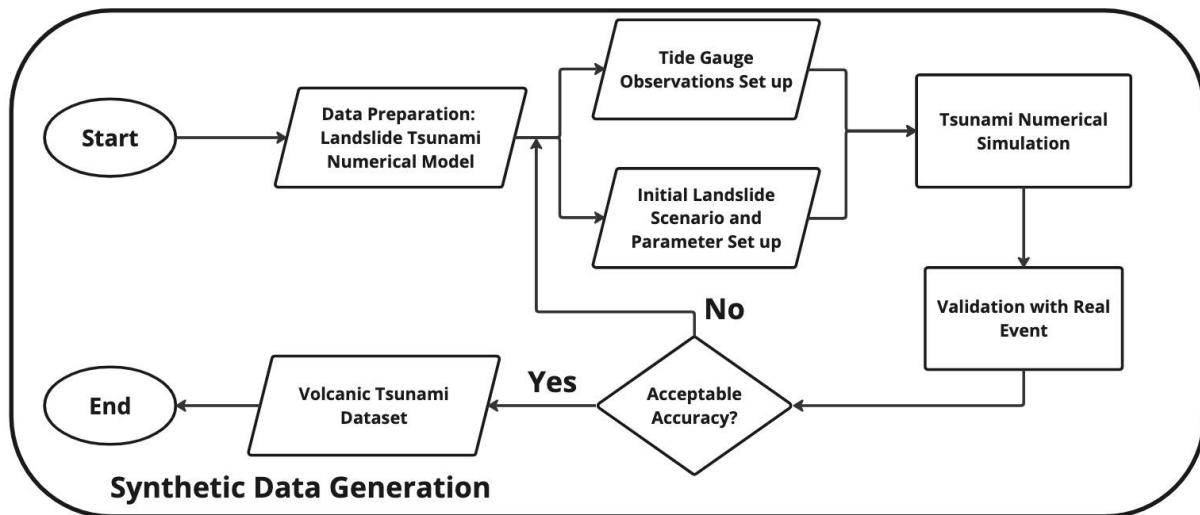 Start
Data Preparation:
Landslide Tsunami
Numerical Model
Tide Gauge
Observations Set up
Initial Landslide
Scenario and
Parameter Set up
Tsunami Numerical
Simulation
Validation with Real
Event
Acceptable
Accuracy?
No
Yes
Volcanic Tsunami
Dataset
End
Synthetic Data Generation